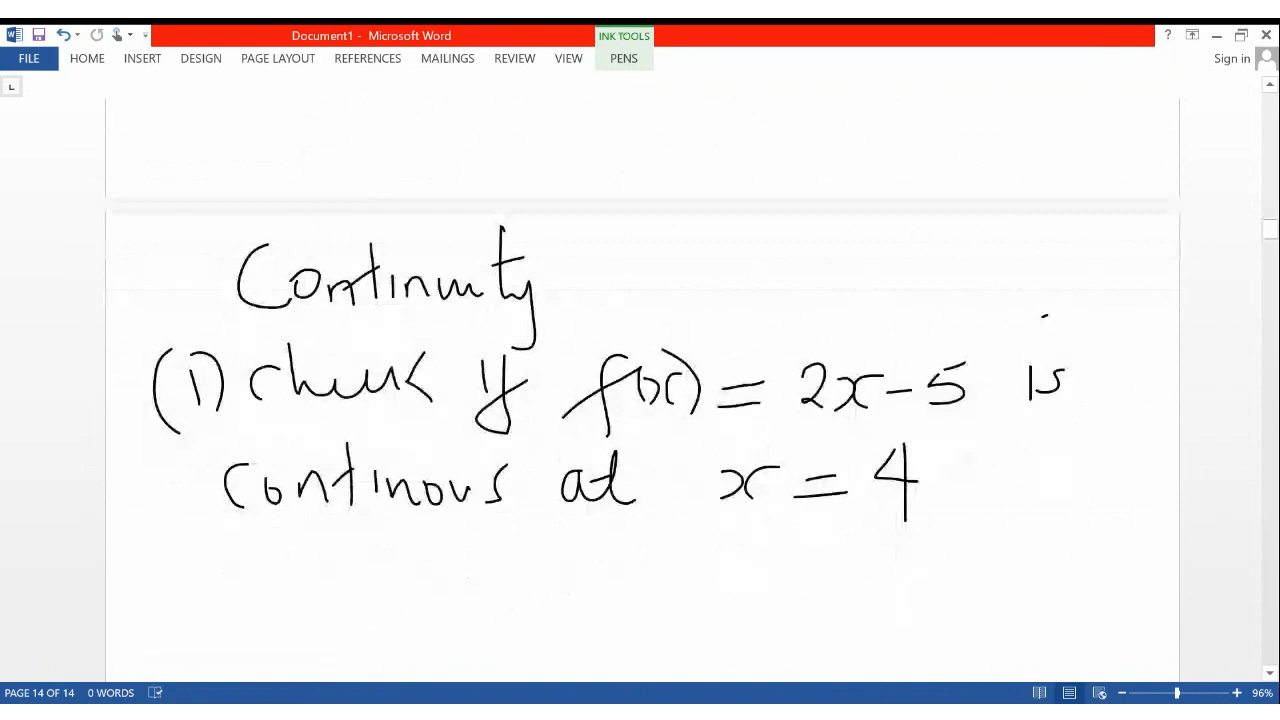 Document1 - Microsoft Word
INK TOOLS
?
Sign in
FILE HOME INSERT DESIGN PAGE LAYOUT REFERENCES MAILINGS REVIEW VIEW PENS
Continuity
(1) check if f(x) = 2x - 5 is
continous at x = 4
PAGE 14 OF 14 0 WORDS
96%